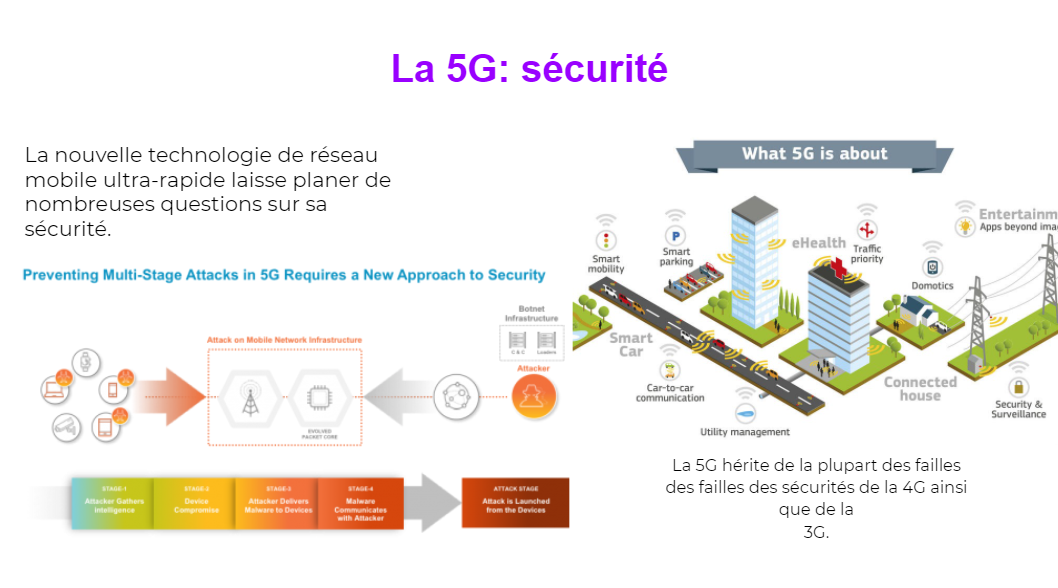 La 5G: sécurité
La nouvelle technologie de réseau
mobile ultra-rapide laisse planer de
nombreuses questions sur sa
sécurité.
Preventing Multi-Stage Attacks in 5G Requires a New Approach to Security
Botnet
Infrastructure
C & C
Loaders
Attack on Mobile Network Infrastructure
Attacker
EVOLVED
PACKET CORE
STAGE-1
Attacker Gathers
Intelligence
STAGE-2
Device
Compromise
STAGE-3
Attacker Delivers
Malware to Devices
STAGE-4
Malware
Communicates
with Attacker
ATTACK STAGE
Attack is Launched
from the Devices
What 5G is about
Smart
mobility
P
Smart
parking
eHealth
Traffic
priority
Domotics
Entertainm
Apps beyond imag
Smart
Car
Car-to-car
communication
Utility management
Connected
house
Security &
Surveillance
La 5G hérite de la plupart des failles
des failles des sécurités de la 4G ainsi
que de la
3G.